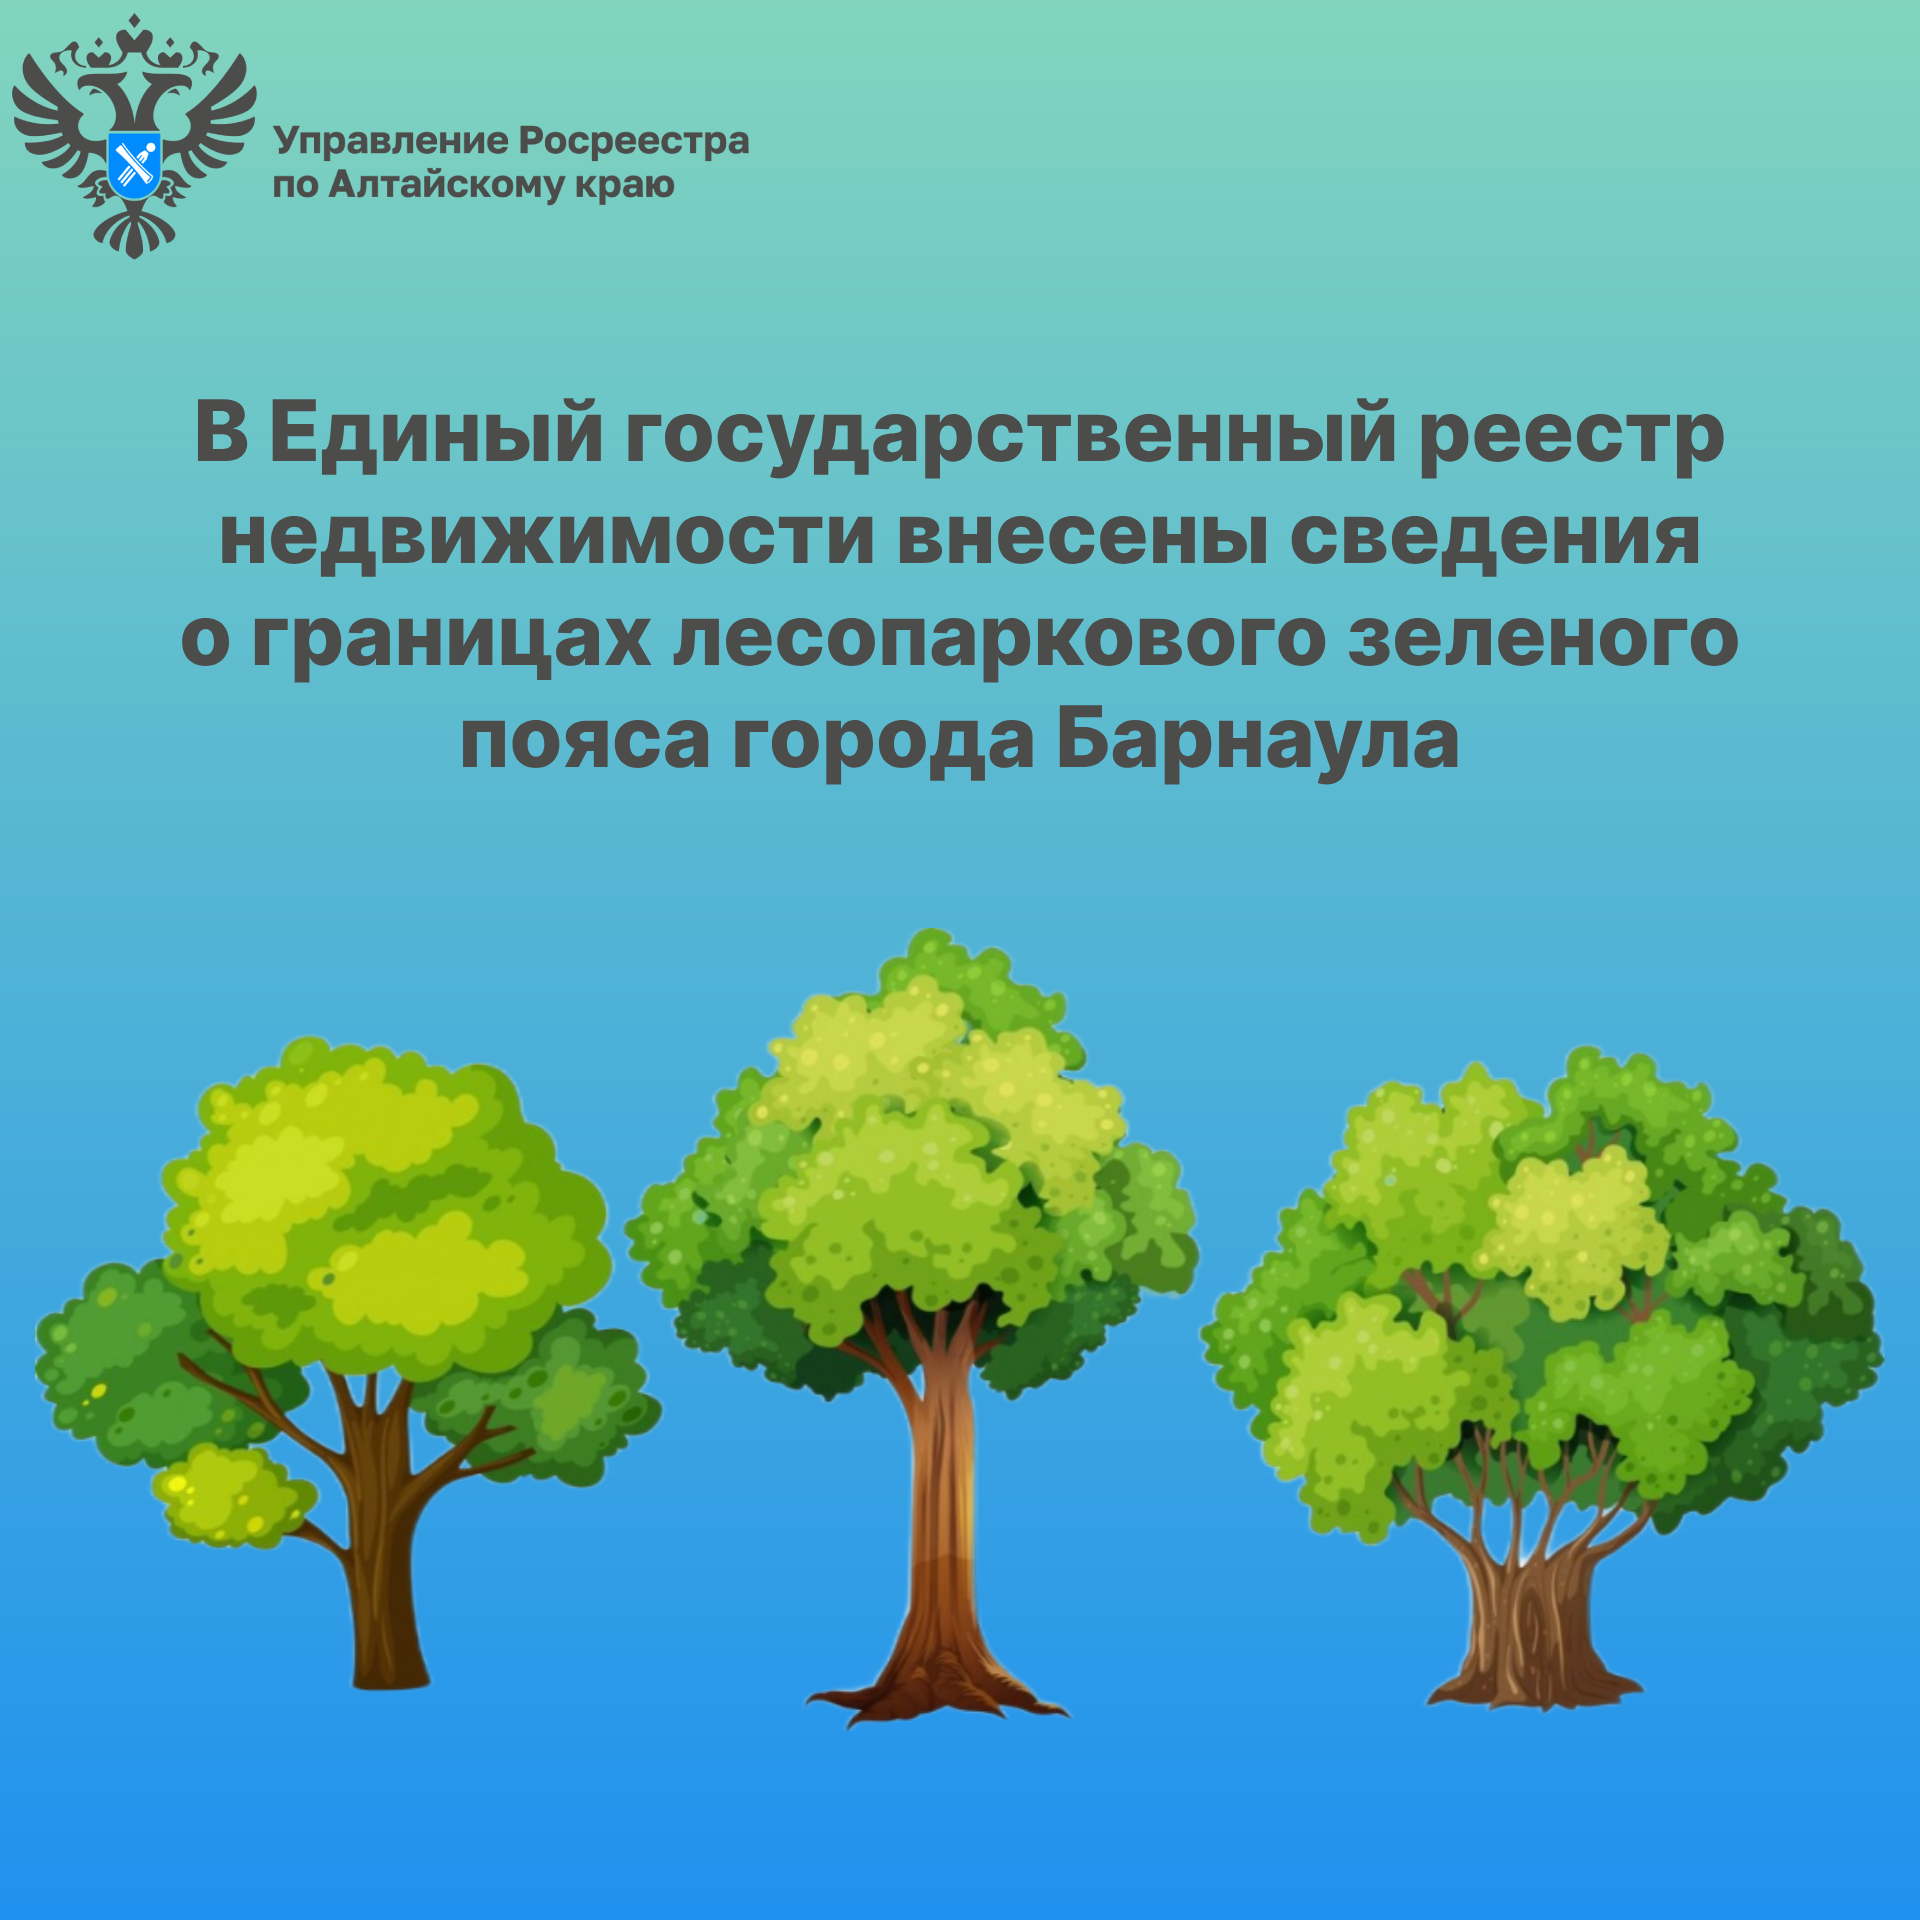 Управление Росреестра
по Алтайскому краю
В Единый государственный реестр
недвижимости внесены сведения
о границах лесопаркового зеленого
пояса города Барнаула